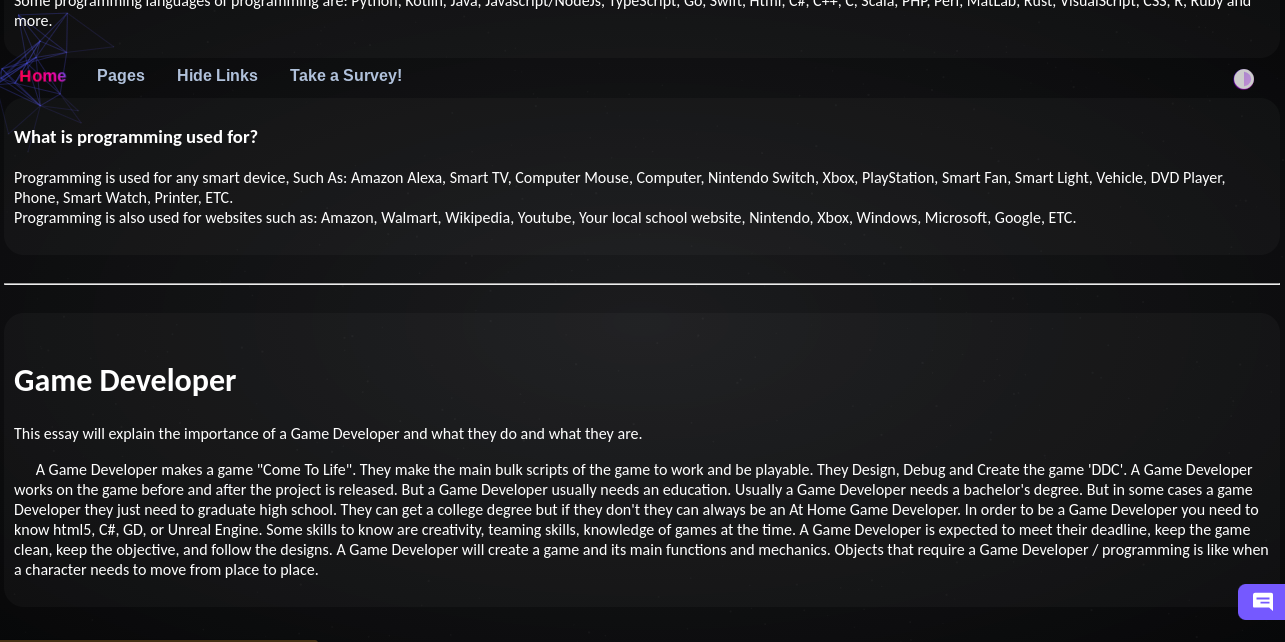 Some programming languages of programming are: Python, Kotlin, Java, Javascript/NodeJs, TypeScript, Go, Swift, Html, C#, C++, C, Scala, PHP, Perl, MatLab, Rust, VisualScript, CSS, R, Ruby and
more.
Home Pages Hide Links Take a Survey!
What is programming used for?
Programming is used for any smart device, Such As: Amazon Alexa, Smart TV, Computer Mouse, Computer, Nintendo Switch, Xbox, PlayStation, Smart Fan, Smart Light, Vehicle, DVD Player,
Phone, Smart Watch, Printer, ETC.
Programming is also used for websites such as: Amazon, Walmart, Wikipedia, Youtube, Your local school website, Nintendo, Xbox, Windows, Microsoft, Google, ETC.
Game Developer
This essay will explain the importance of a Game Developer and what they do and what they are.
A Game Developer makes a game "Come To Life". They make the main bulk scripts of the game to work and be playable. They Design, Debug and Create the game 'DDC'. A Game Developer
works on the game before and after the project is released. But a Game Developer usually needs an education. Usually a Game Developer needs a bachelor's degree. But in some cases a game
Developer they just need to graduate high school. They can get a college degree but if they don't they can always be an At Home Game Developer. In order to be a Game Developer you need to
know html5, C#, GD, or Unreal Engine. Some skills to know are creativity, teaming skills, knowledge of games at the time. A Game Developer is expected to meet their deadline, keep the game
clean, keep the objective, and follow the designs. A Game Developer will create a game and its main functions and mechanics. Objects that require a Game Developer / programming is like when
a character needs to move from place to place.